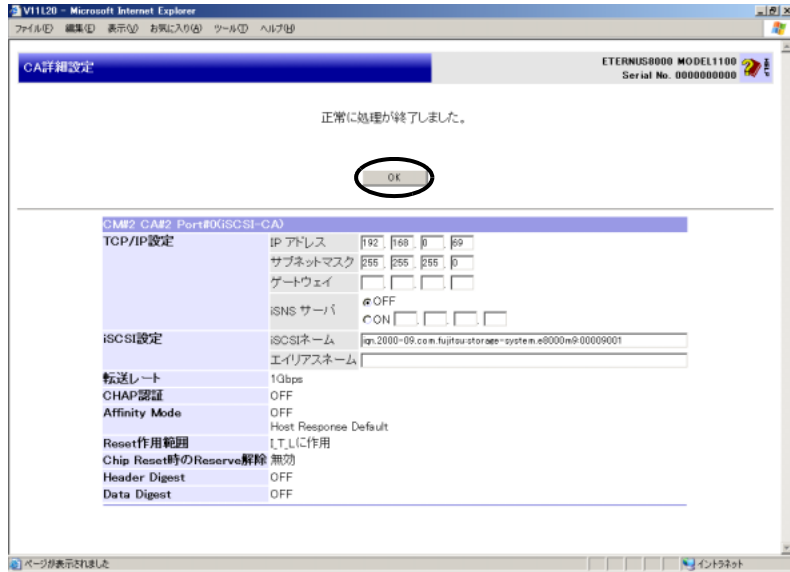 V11L20 - Microsoft Internet Explorer
ファイル(F) 編集(E) 表示(V) お気に入り(A) ツール(T) ヘルプ(H)
CA詳細設定
ETERNUS8000 MODEL1100
Serial No. 0000000000
HELP
正常に処理が終了しました。
OK
CM#2 CA#2 Port#0(iSCSI-CA)
TCP/IP設定 IP アドレス 192 . 168 . 0 . 69
サブネットマスク 255 . 255 . 255 . 0
ゲートウェイ . . .
iSNS サーバ OFF
ON . . .
iSCSI設定 iSCSIネーム iqn.2000-09.com.fujitsu:storage-system.e8000m9:00009001
エイリアスネーム
転送レート 1Gbps
CHAP認証 OFF
Affinity Mode OFF
Host Response Default
Reset作用範囲 I_T_Lに作用
Chip Reset時のReserve解除 無効
Header Digest OFF
Data Digest OFF
ページが表示されました イントラネット